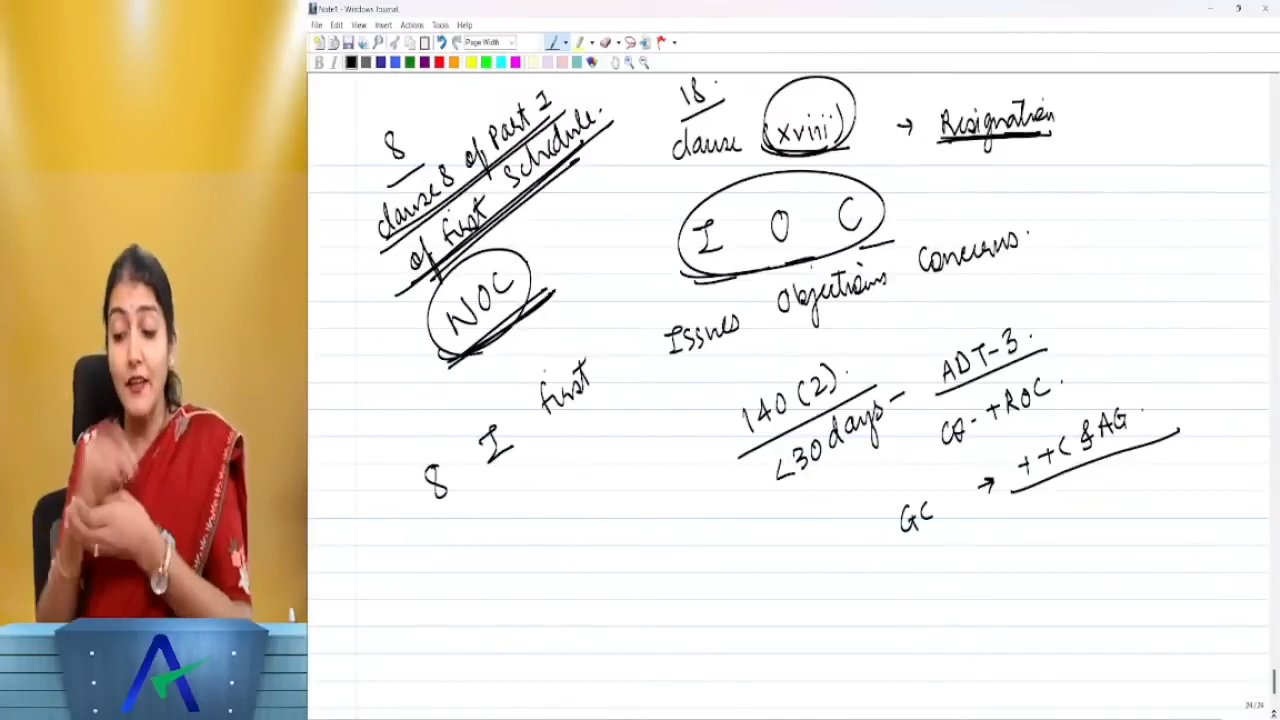 Note1 - Windows Journal
File Edit View Insert Actions Tools Help
Page Width
B I
8
clause 8 of Part I
of first schedule.
NOC
8 I first
18.
clause (xviii) → Resignation
I O C
Issues Objections Concerns.
140(2).
<30 days -
ADT-3.
+ROC.
GC → ++C&AG.
24/24